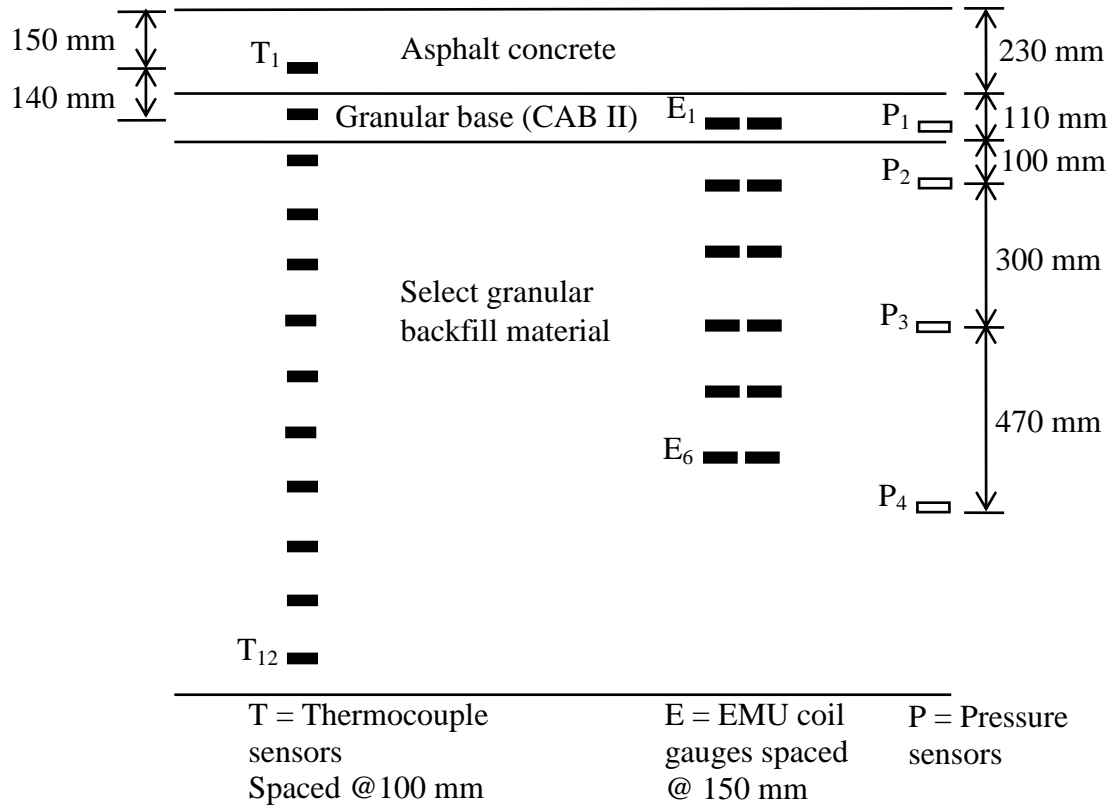 150 mm
140 mm
T1
Asphalt concrete
230 mm
Granular base (CAB II)
E1
P1
110 mm
100 mm
P2
300 mm
Select granular
backfill material
P3
470 mm
E6
P4
T12
T = Thermocouple
sensors
Spaced @100 mm
E = EMU coil
gauges spaced
@ 150 mm
P = Pressure
sensors